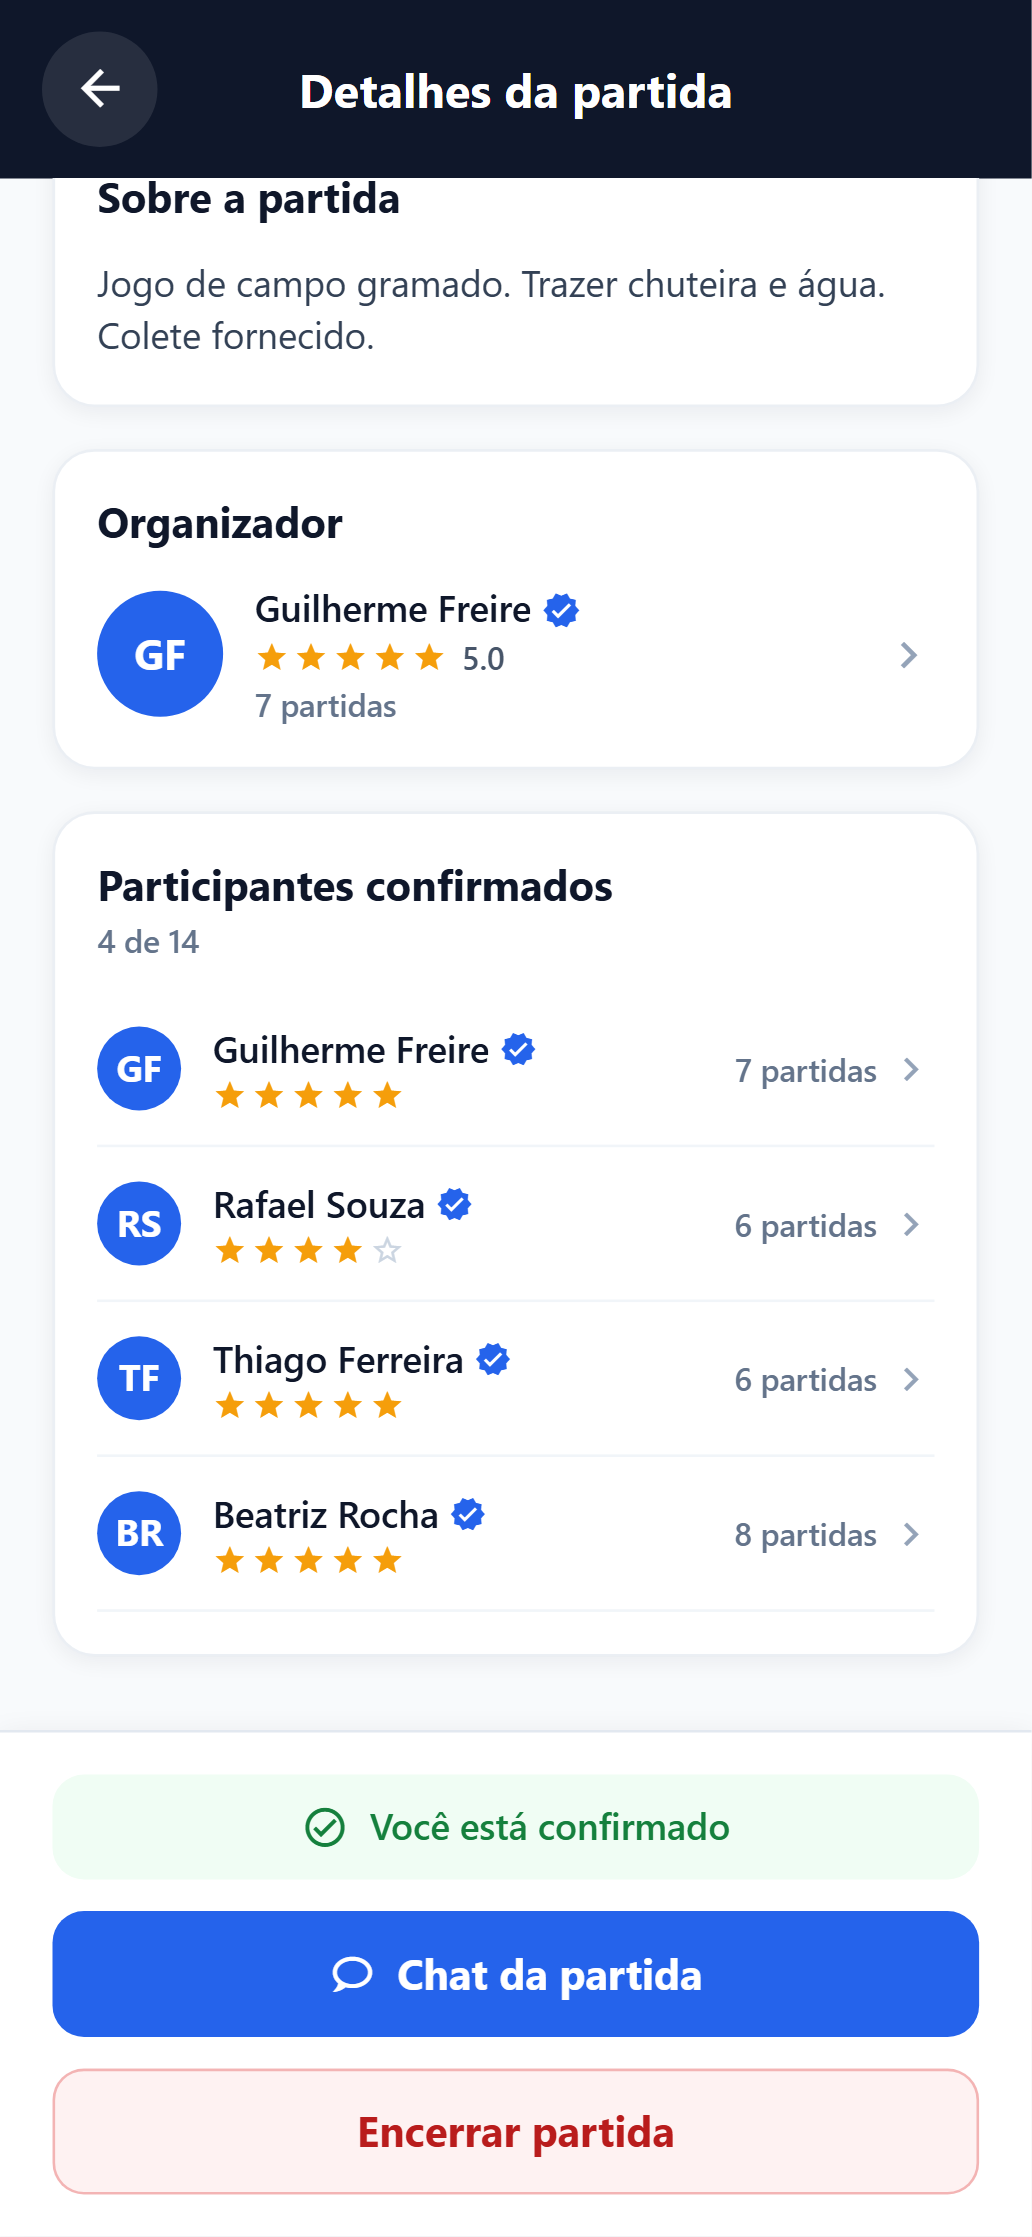 Detalhes da partida
Sobre a partida
Jogo de campo gramado. Trazer chuteira e água.
Colete fornecido.
Organizador
GF
Guilherme Freire
5.0
7 partidas
Participantes confirmados
4 de 14
GF
Guilherme Freire
7 partidas
RS
Rafael Souza
6 partidas
TF
Thiago Ferreira
6 partidas
BR
Beatriz Rocha
8 partidas
Você está confirmado
Chat da partida
Encerrar partida